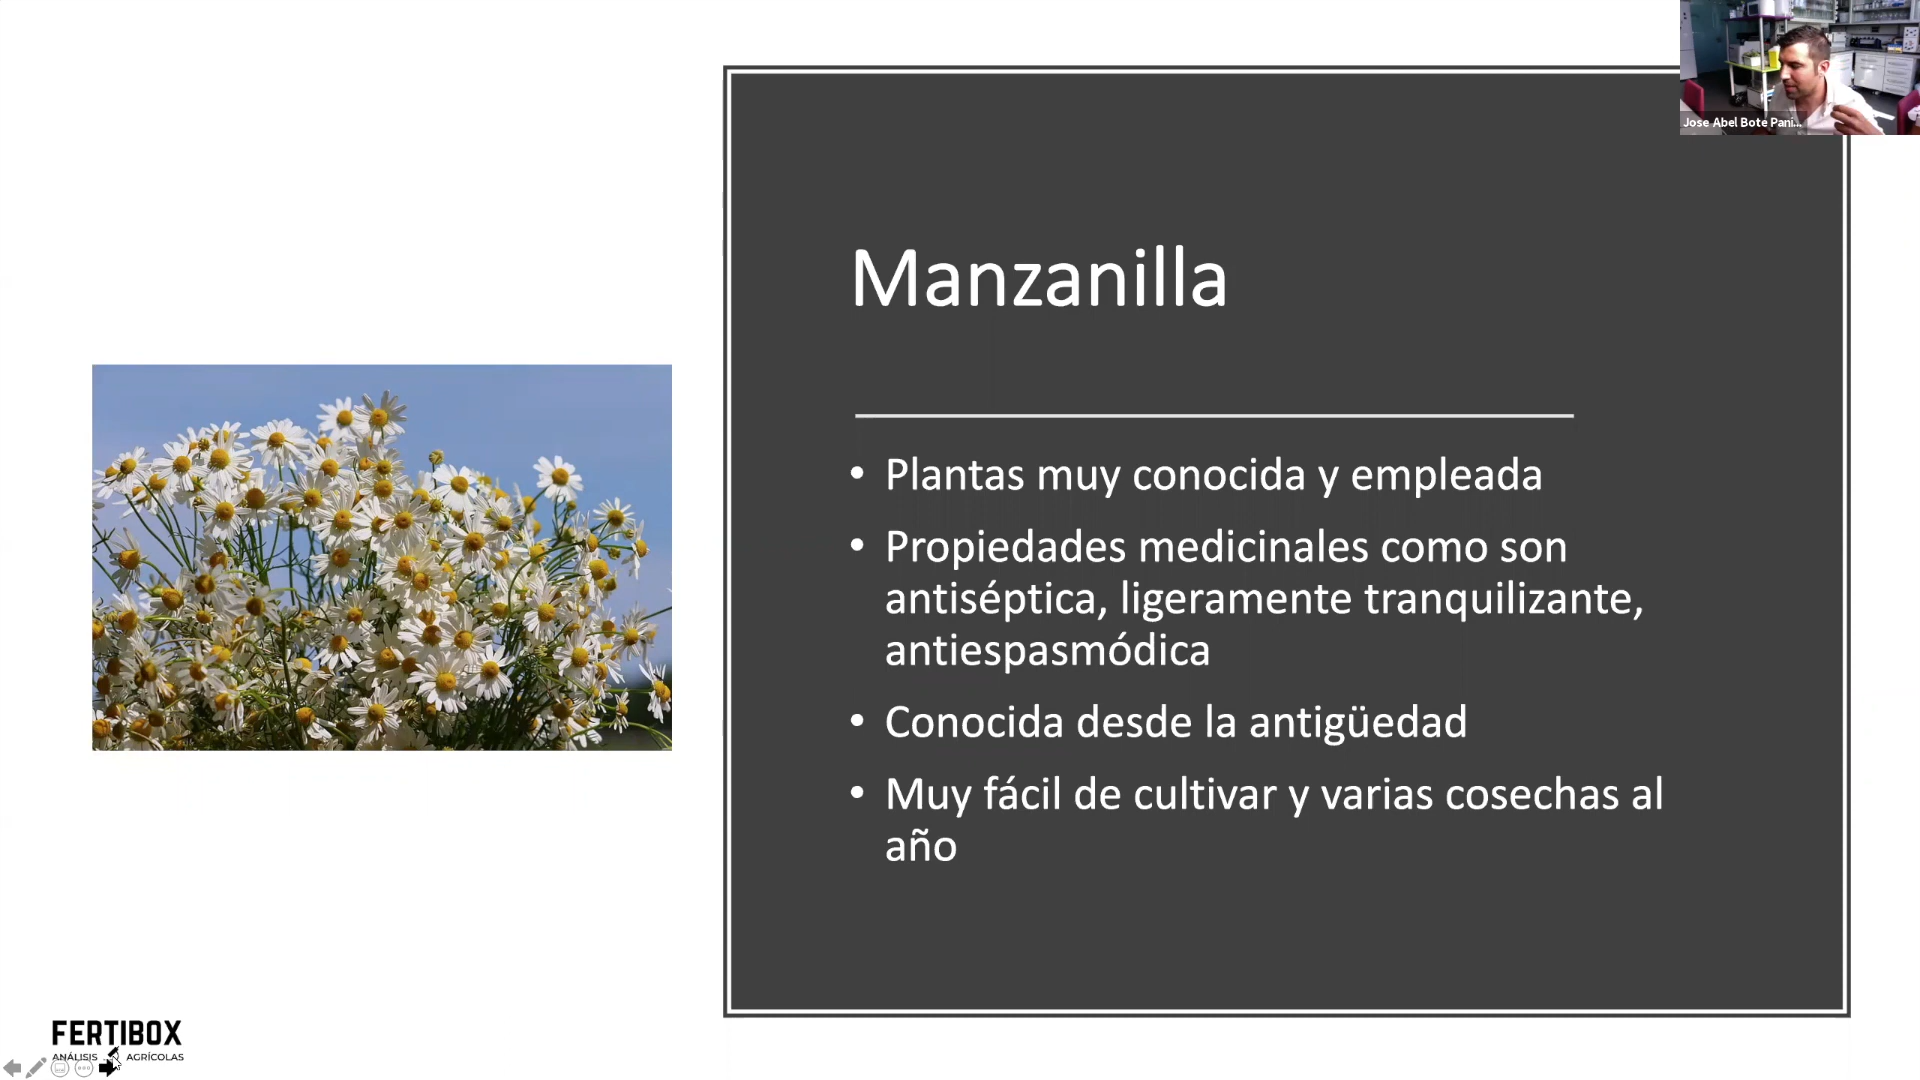 Jose Abel Bote Pani...
Manzanilla
• Plantas muy conocida y empleada
• Propiedades medicinales como son
antiséptica, ligeramente tranquilizante,
antiespasmódica
• Conocida desde la antigüedad
• Muy fácil de cultivar y varias cosechas al
año
FERTIBOX
ANÁLISIS AGRÍCOLAS